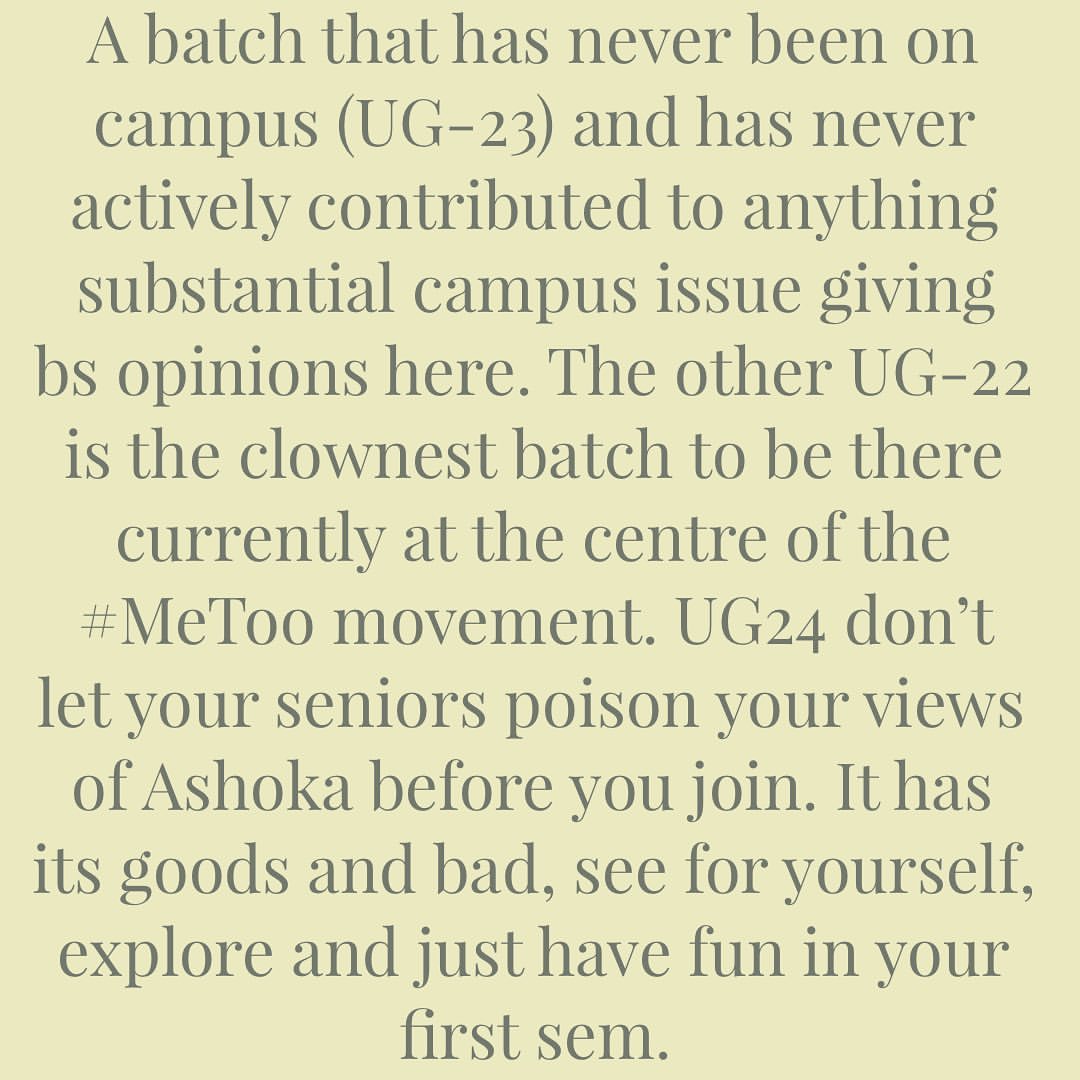 A batch that has never been on
campus (UG-23) and has never
actively contributed to anything
substantial campus issue giving
bs opinions here. The other UG-22
is the clownest batch to be there
currently at the centre of the
#MeToo movement. UG24 don’t
let your seniors poison your views
of Ashoka before you join. It has
its goods and bad, see for yourself,
explore and just have fun in your
first sem.